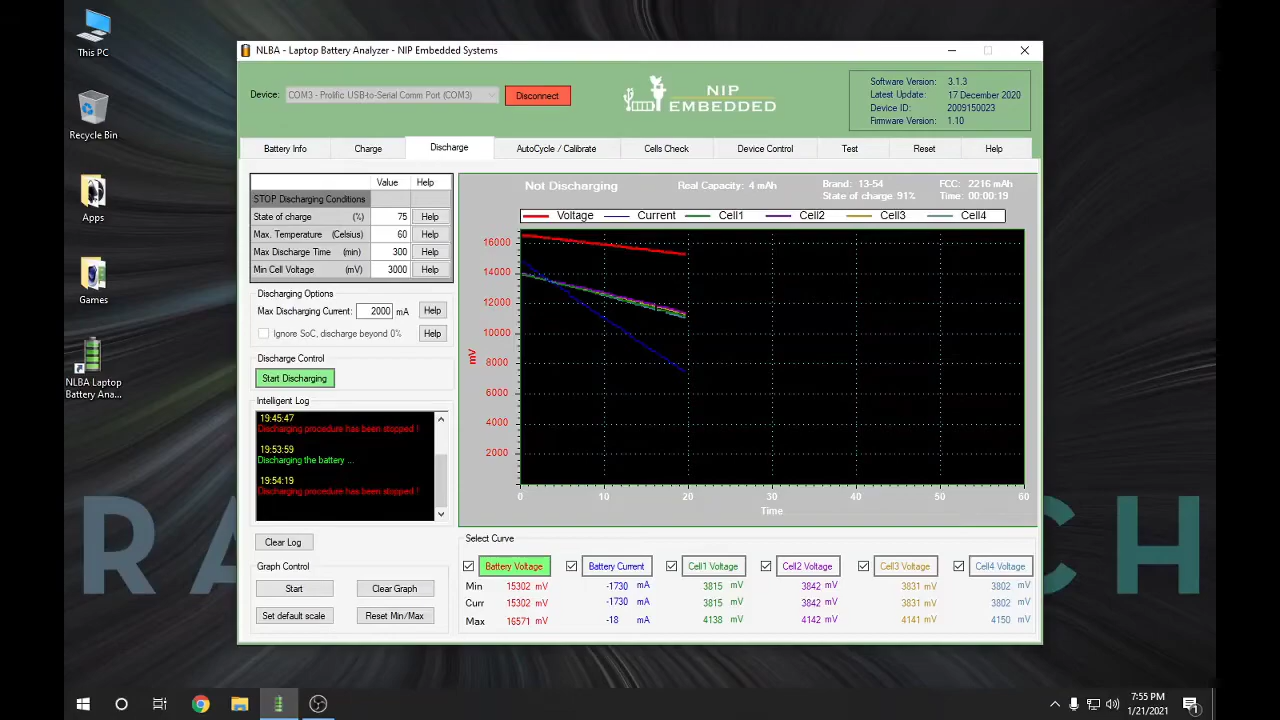 This PC
Recycle Bin
Apps
Games
NLBA Laptop
Battery Ana...
NLBA - Laptop Battery Analyzer - NIP Embedded Systems
Device:
COM3 - Prolific USB-to-Serial Comm Port (COM3)
Disconnect
NIP
EMBEDDED
Software Version: 3.1.3
Latest Update: 17 December 2020
Device ID: 2009150023
Firmware Version: 1.10
Battery Info
Charge
Discharge
AutoCycle / Calibrate
Cells Check
Device Control
Test
Reset
Help
Value Help
STOP Discharging Conditions
State of charge (%) 75 Help
Max. Temperature (Celsius) 60 Help
Max Discharge Time (min) 300 Help
Min Cell Voltage (mV) 3000 Help
Discharging Options
Max Discharging Current: 2000 mA Help
Ignore SoC, discharge beyond 0% Help
Discharge Control
Start Discharging
Intelligent Log
19:45:47
Discharging procedure has been stopped !
19:53:59
Discharging the battery ...
19:54:19
Discharging procedure has been stopped !
Clear Log
Graph Control
Start
Clear Graph
Set default scale
Reset Min/Max
Not Discharging
Real Capacity: 4 mAh
Brand: 13-54
State of charge 91%
FCC: 2216 mAh
Time: 00:00:19
Voltage Current Cell1 Cell2 Cell3 Cell4
16000
14000
12000
10000
8000
6000
4000
2000
mV
0 10 20 30 40 50 60
Time
Select Curve
Battery Voltage Battery Current Cell1 Voltage Cell2 Voltage Cell3 Voltage Cell4 Voltage
Min 15302 mV -1730 mA 3815 mV 3842 mV 3831 mV 3802 mV
Curr 15302 mV -1730 mA 3815 mV 3842 mV 3831 mV 3802 mV
Max 16571 mV -18 mA 4138 mV 4142 mV 4141 mV 4150 mV
R
C H
7:55 PM
1/21/2021
1